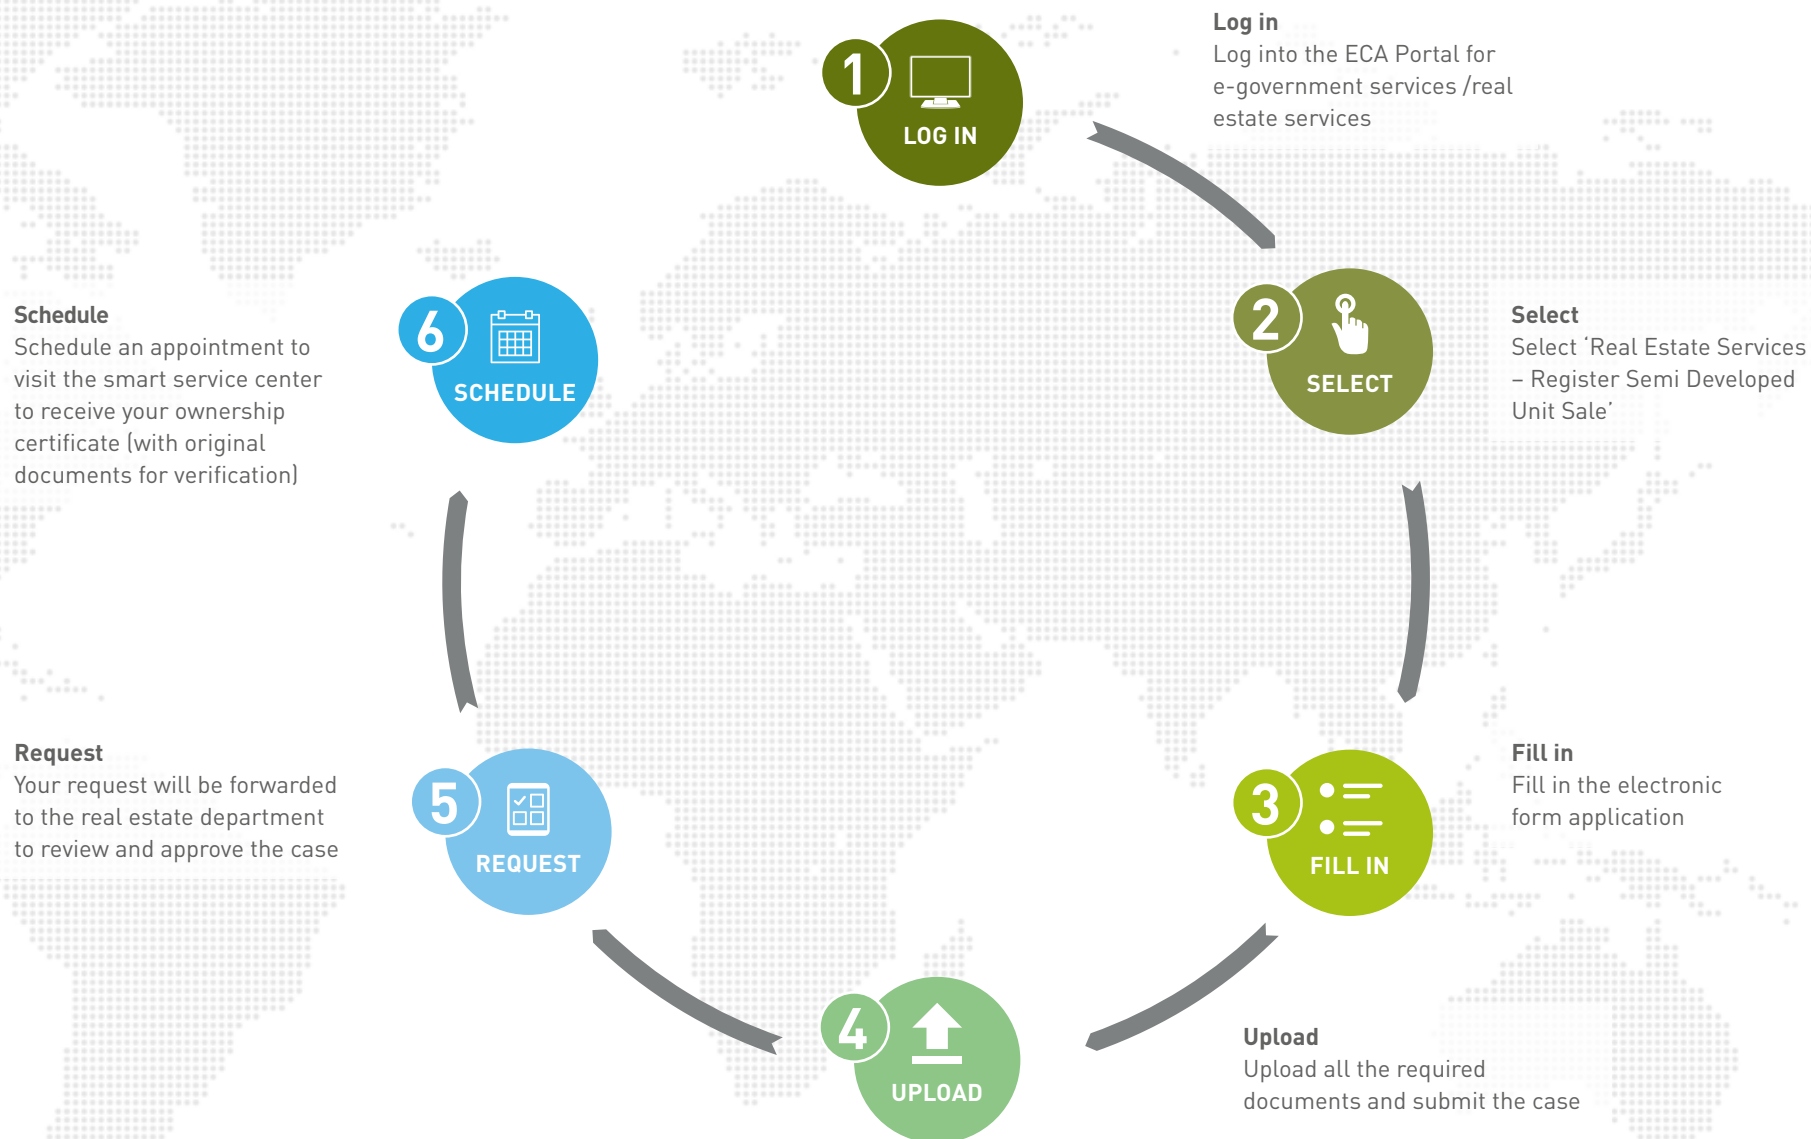 1
LOG IN
Log in
Log into the ECA Portal for
e-government services /real
estate services
2
SELECT
Select
Select ‘Real Estate Services
– Register Semi Developed
Unit Sale’
3
FILL IN
Fill in
Fill in the electronic
form application
4
UPLOAD
Upload
Upload all the required
documents and submit the case
5
REQUEST
Request
Your request will be forwarded
to the real estate department
to review and approve the case
6
SCHEDULE
Schedule
Schedule an appointment to
visit the smart service center
to receive your ownership
certificate (with original
documents for verification)